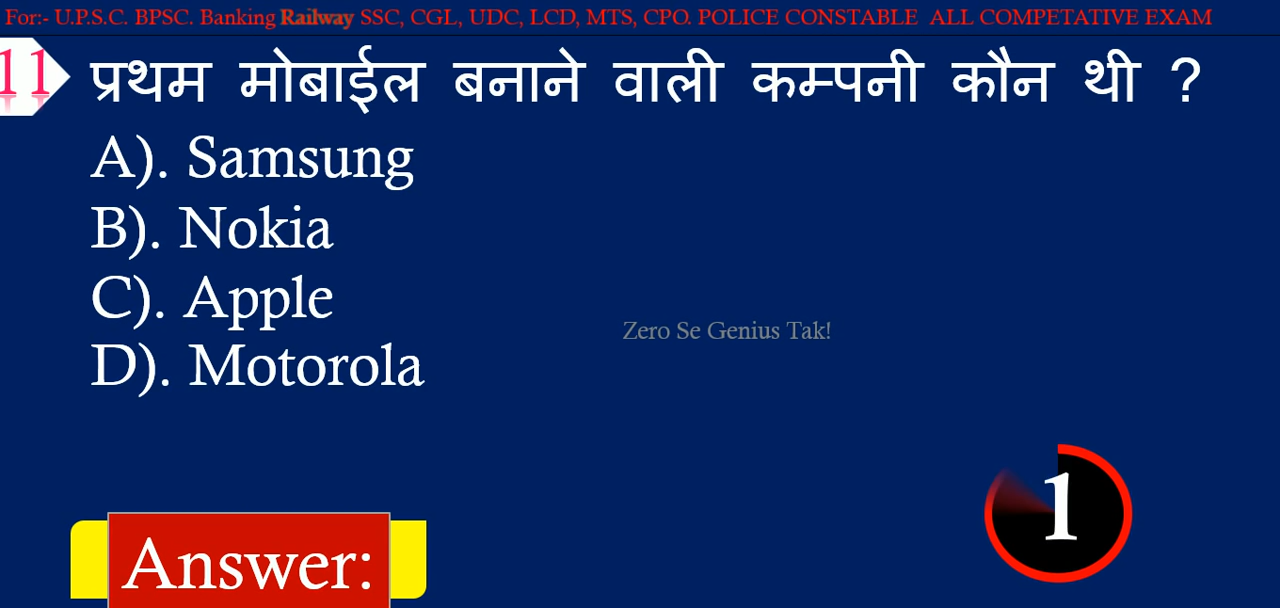 For:- U.P.S.C. BPSC. Banking Railway SSC, CGL, UDC, LCD, MTS, CPO. POLICE CONSTABLE ALL COMPETATIVE EXAM
11 प्रथम मोबाईल बनाने वाली कम्पनी कौन थी ?
A). Samsung
B). Nokia
C). Apple
Zero Se Genius Tak!
D). Motorola
1
Answer: